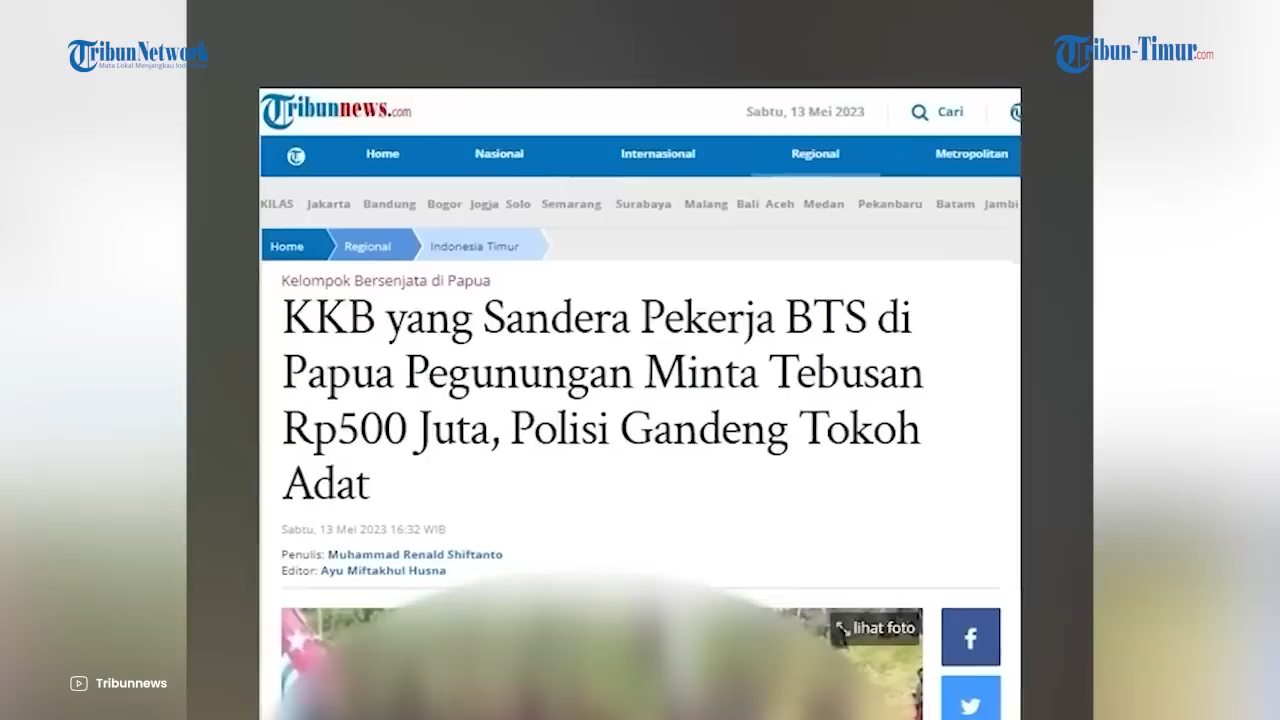 TribunNetwork
Mata Lokal Menjangkau
Tribun-Timur.com
Tribunnews.com
Sabtu, 13 Mei 2023
Cari
Home Nasional Internasional Regional Metropolitan
KILAS Jakarta Bandung Bogor Jogja Solo Semarang Surabaya Malang Bali Aceh Medan Pekanbaru Batam Jambi
Home Regional Indonesia Timur
Kelompok Bersenjata di Papua
KKB yang Sandera Pekerja BTS di
Papua Pegunungan Minta Tebusan
Rp500 Juta, Polisi Gandeng Tokoh
Adat
Sabtu, 13 Mei 2023 16:32 WIB
Penulis: Muhammad Renald Shiftanto
Editor: Ayu Miftakhul Husna
lihat foto
Tribunnews